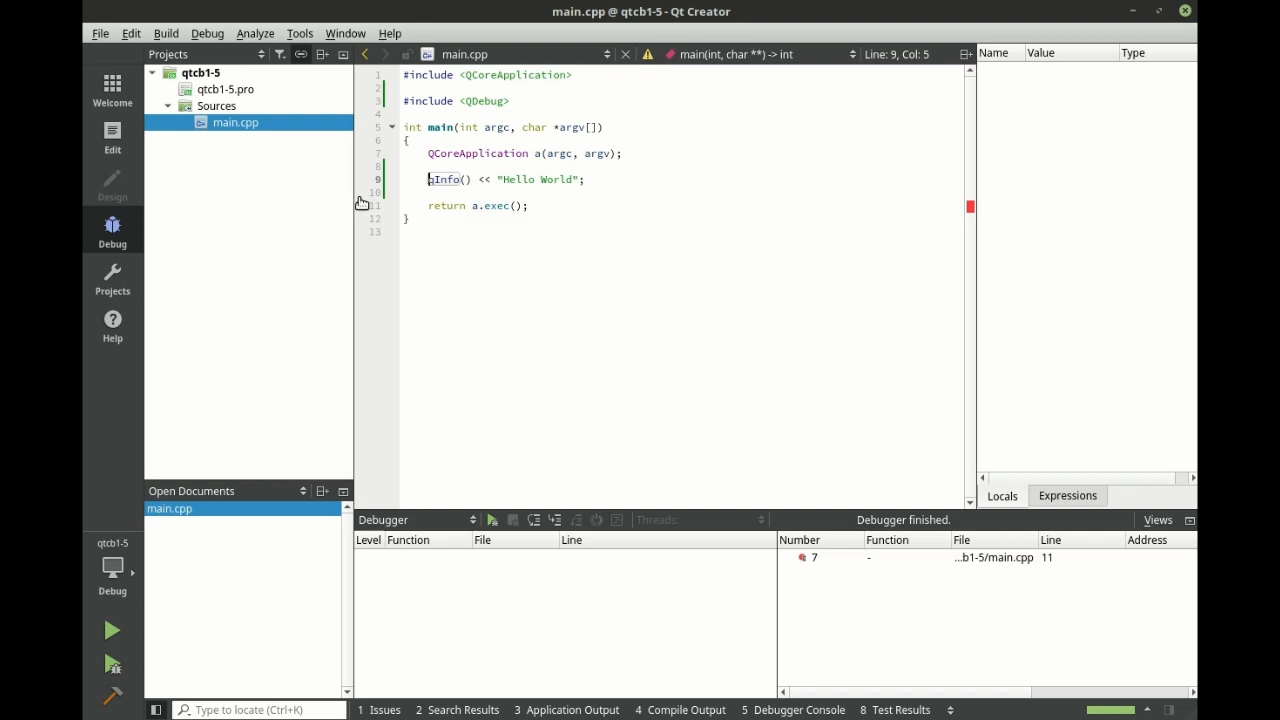 main.cpp @ qtcb1-5 - Qt Creator
File Edit Build Debug Analyze Tools Window Help
Projects
main.cpp
main(int, char **) -> int
Line: 9, Col: 5
Name Value Type
Welcome
Edit
Design
Debug
Projects
Help
qtcb1-5
qtcb1-5.pro
Sources
main.cpp
1 #include <QCoreApplication>
2
3 #include <QDebug>
4
5 int main(int argc, char *argv[])
6 {
7 QCoreApplication a(argc, argv);
8
9 qInfo() << "Hello World";
10
11 return a.exec();
12 }
13
Open Documents
main.cpp
Locals Expressions
Debugger
Threads:
Debugger finished.
Views
Level Function File Line
Number Function File Line Address
7 - ...b1-5/main.cpp 11
qtcb1-5
Debug
Type to locate (Ctrl+K)
1 Issues 2 Search Results 3 Application Output 4 Compile Output 5 Debugger Console 8 Test Results